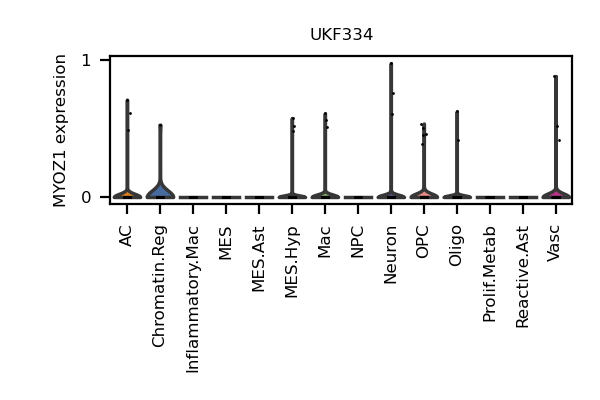 UKF334
MYOZ1 expression
1
0
AC
Chromatin.Reg
Inflammatory.Mac
MES
MES.Ast
MES.Hyp
Mac
NPC
Neuron
OPC
Oligo
Prolif.Metab
Reactive.Ast
Vasc